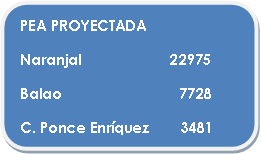 PEA PROYECTADA
Naranjal 22975
Balao 7728
C. Ponce Enríquez 3481